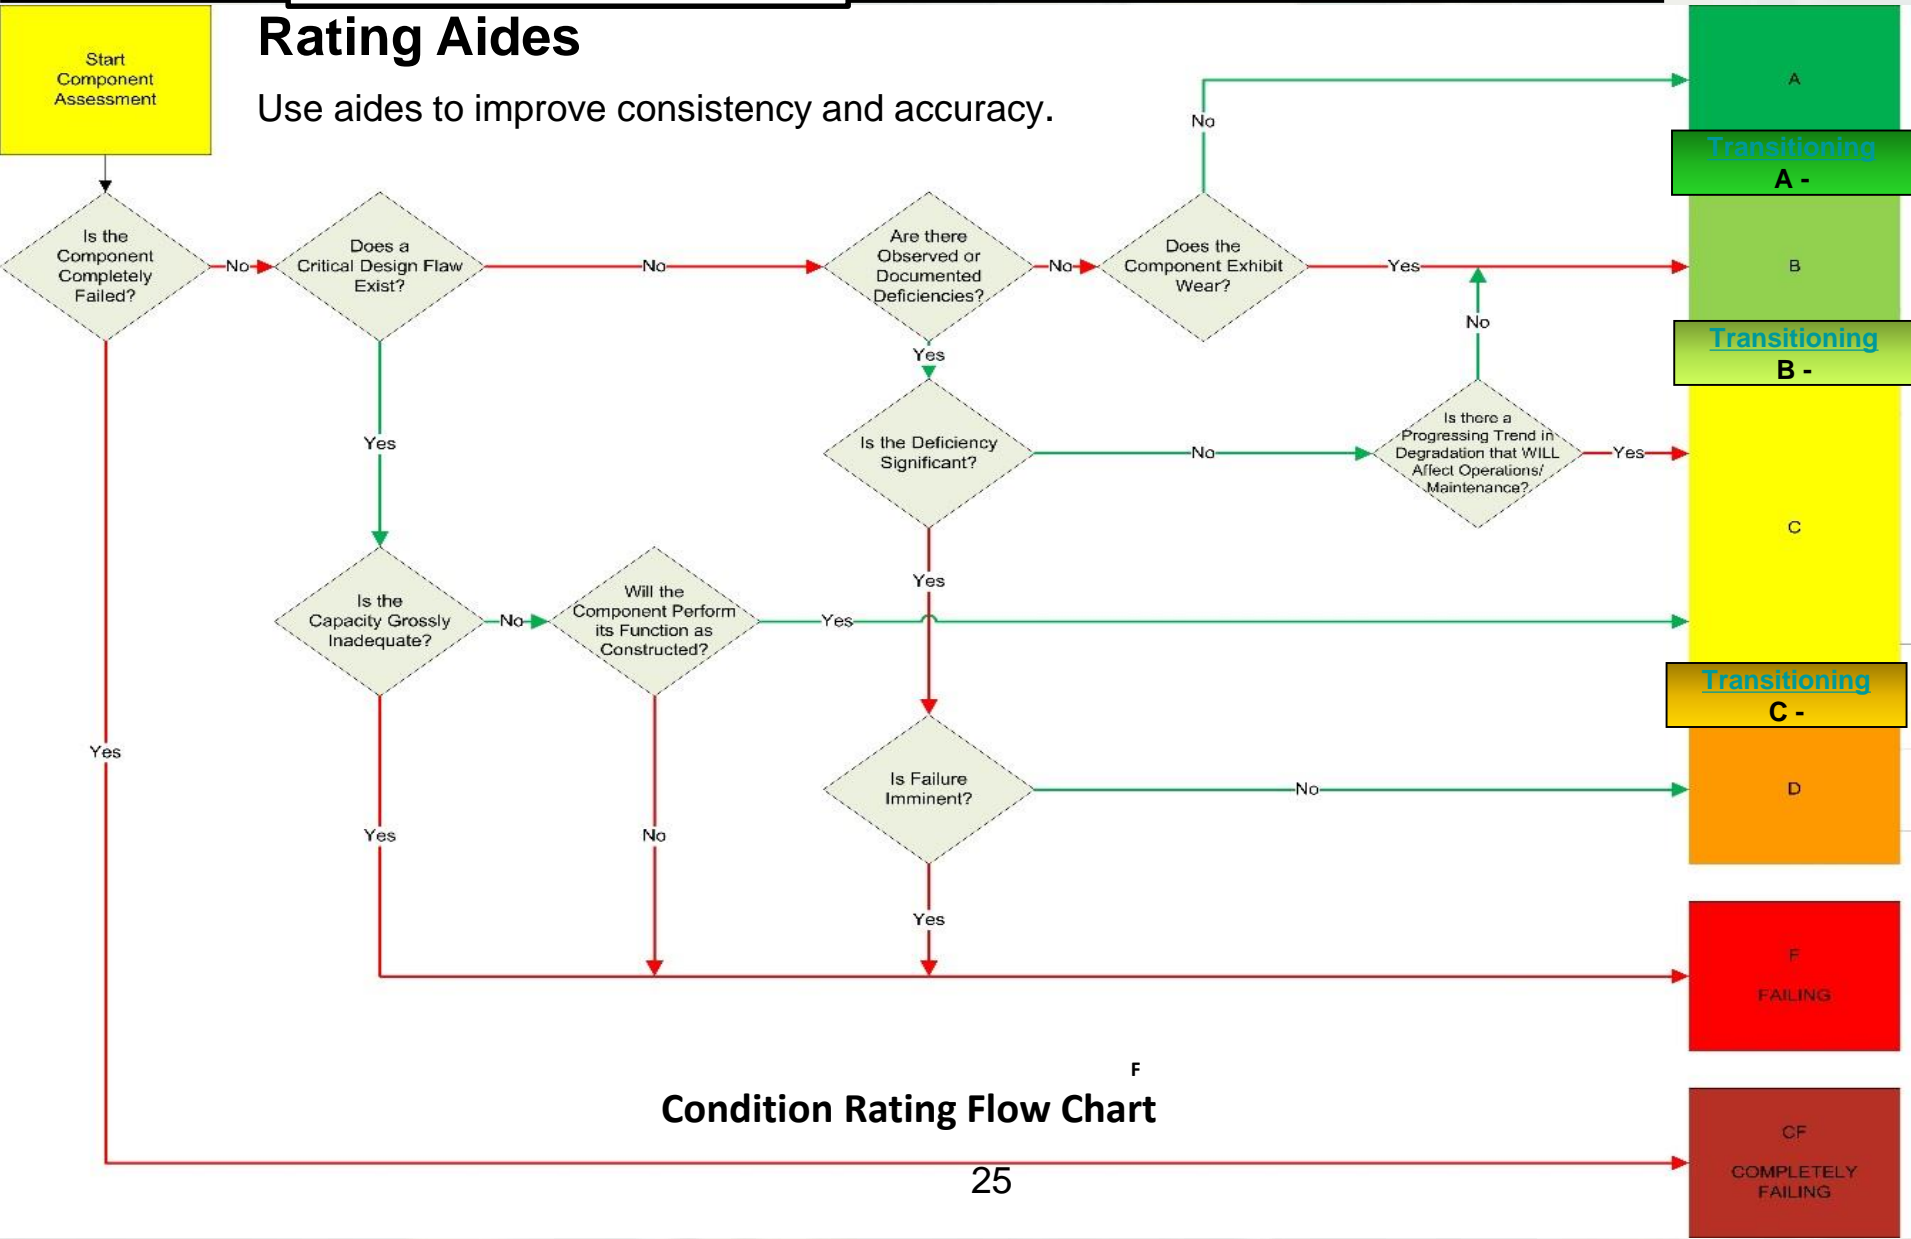 Rating Aides
Use aides to improve consistency and accuracy.
Start
Component
Assessment
Is the
Component
Completely
Failed?
No
Does a
Critical Design Flaw
Exist?
No
Are there
Observed or
Documented
Deficiencies?
No
Does the
Component Exhibit
Wear?
No
Yes
A
Transitioning
A -
B
Transitioning
B -
Yes
Is the Deficiency
Significant?
No
Is there a
Progressing Trend in
Degradation that WILL
Affect Operations/
Maintenance?
No
Yes
C
Yes
Is the
Capacity Grossly
Inadequate?
No
Will the
Component Perform
its Function as
Constructed?
Yes
Yes
Transitioning
C -
Yes
Is Failure
Imminent?
No
D
Yes
No
Yes
F
FAILING
F
Condition Rating Flow Chart
CF
COMPLETELY
FAILING
25